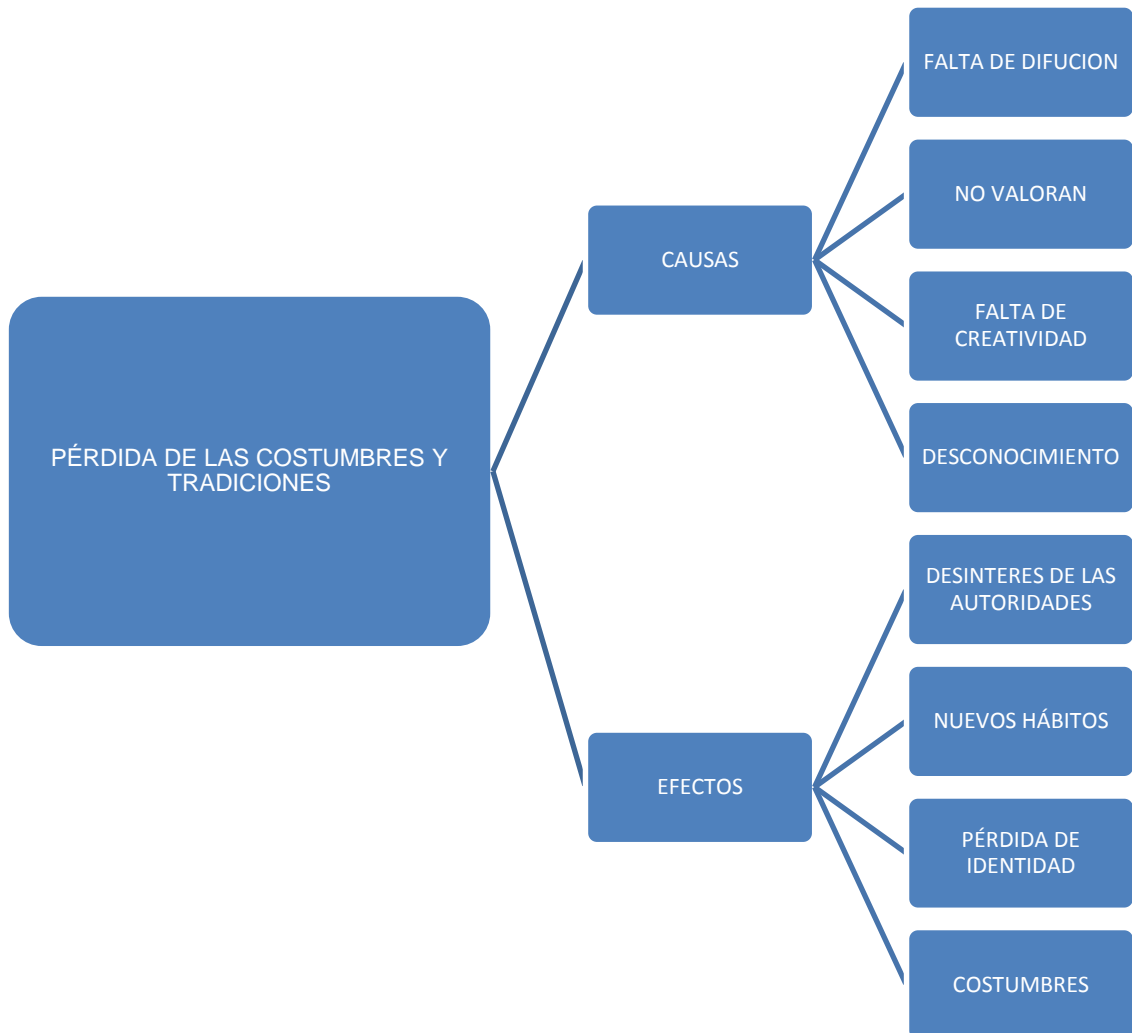 PÉRDIDA DE LAS COSTUMBRES Y
TRADICIONES
CAUSAS
FALTA DE DIFUCION
NO VALORAN
FALTA DE
CREATIVIDAD
DESCONOCIMIENTO
EFECTOS
DESINTERES DE LAS
AUTORIDADES
NUEVOS HÁBITOS
PÉRDIDA DE
IDENTIDAD
COSTUMBRES